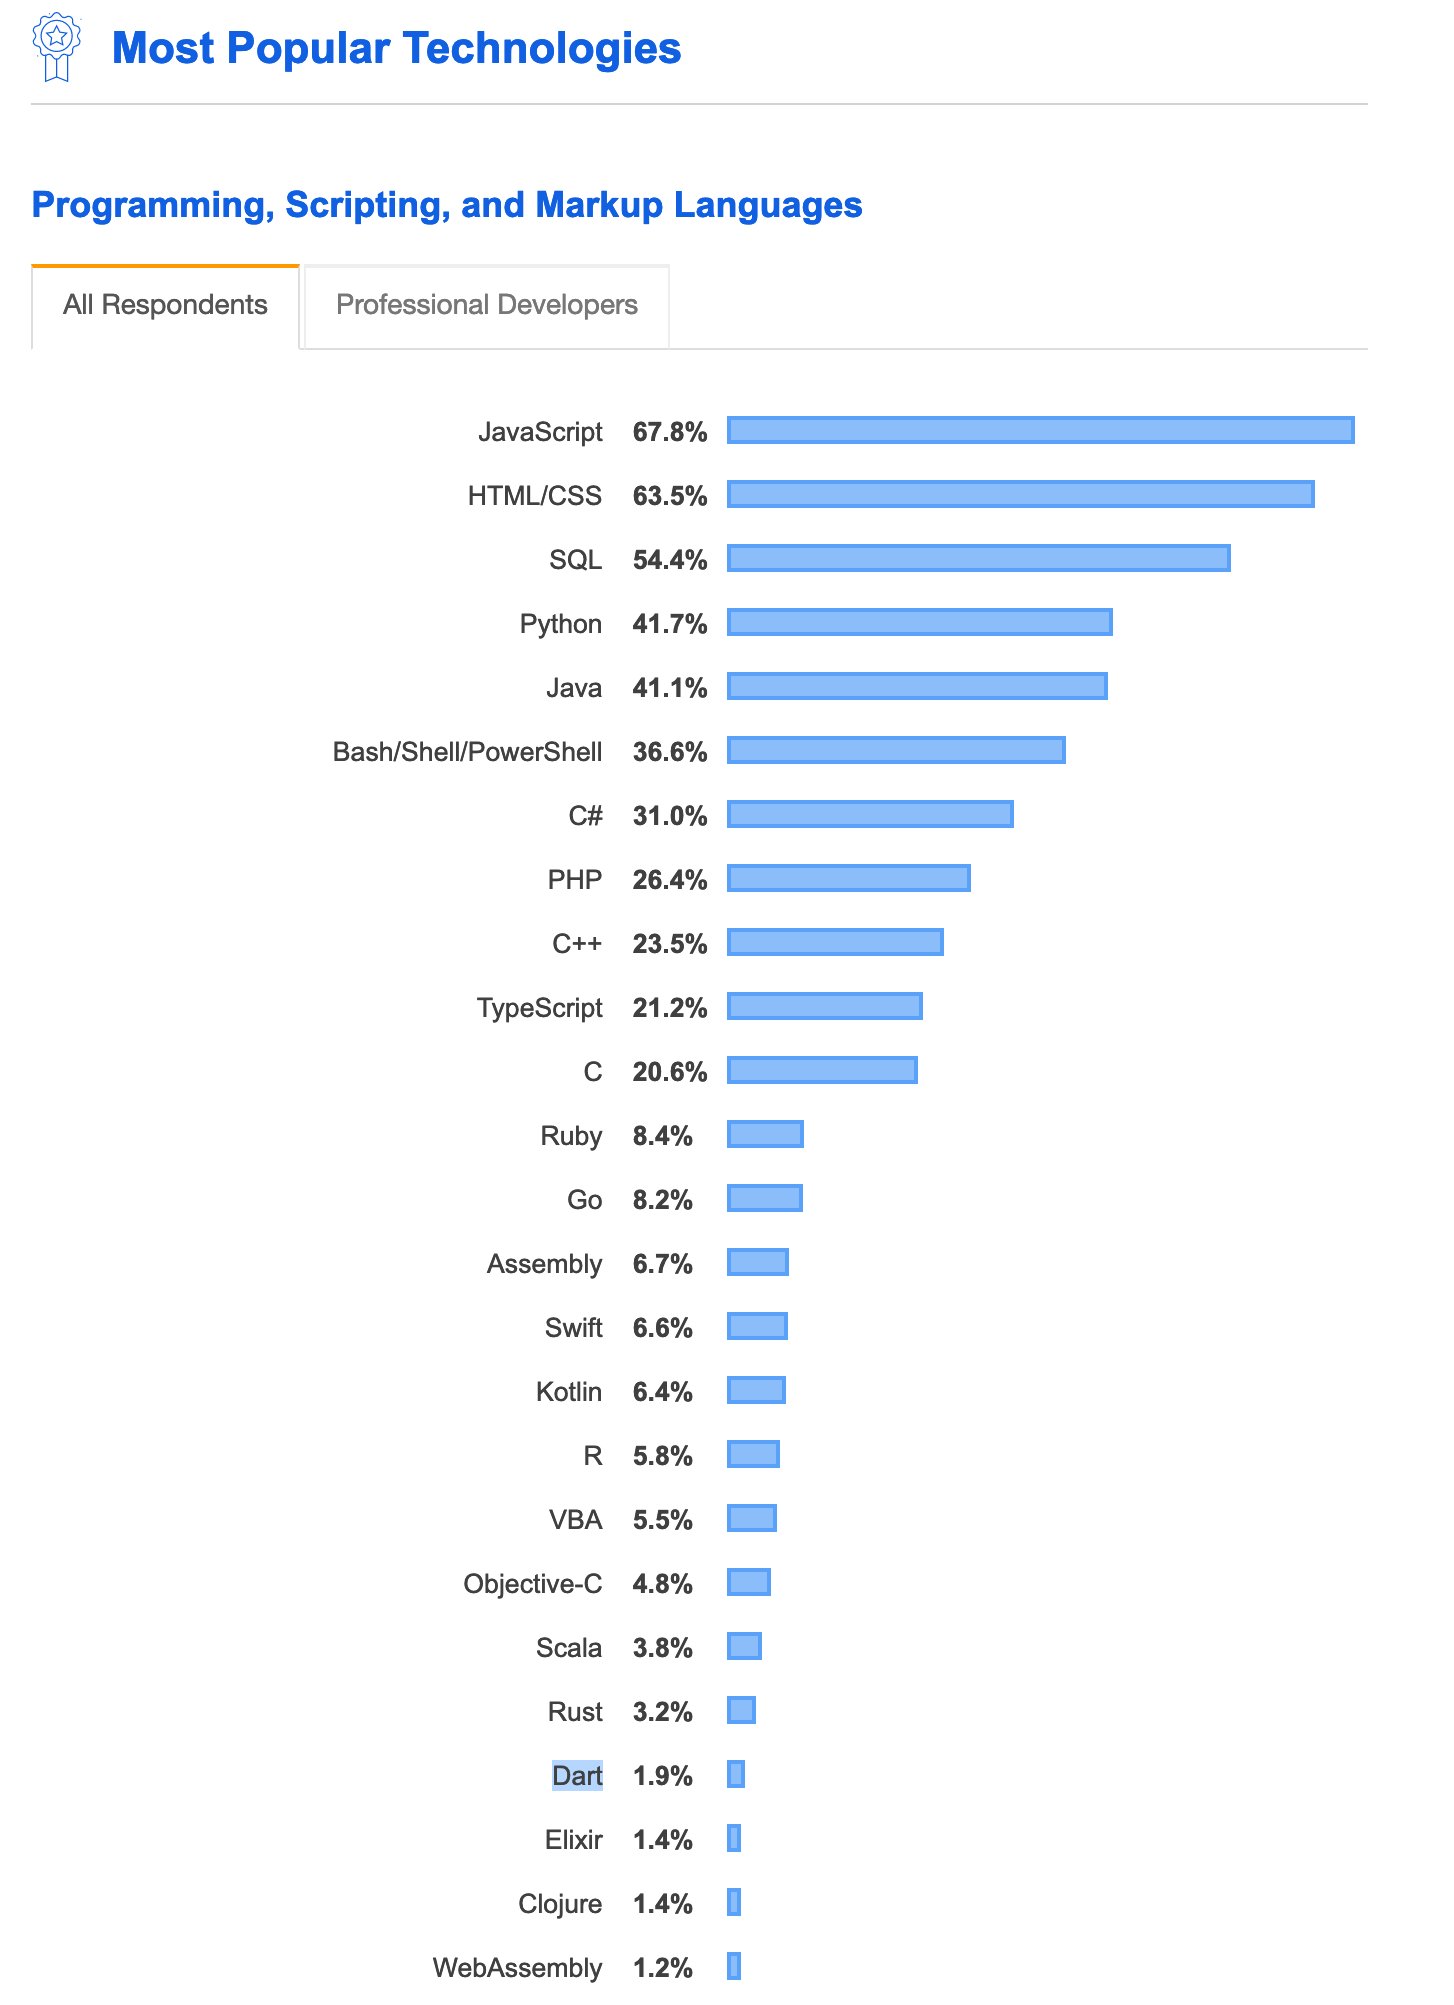 Most Popular Technologies
Programming, Scripting, and Markup Languages
All Respondents Professional Developers
JavaScript 67.8%
HTML/CSS 63.5%
SQL 54.4%
Python 41.7%
Java 41.1%
Bash/Shell/PowerShell 36.6%
C# 31.0%
PHP 26.4%
C++ 23.5%
TypeScript 21.2%
C 20.6%
Ruby 8.4%
Go 8.2%
Assembly 6.7%
Swift 6.6%
Kotlin 6.4%
R 5.8%
VBA 5.5%
Objective-C 4.8%
Scala 3.8%
Rust 3.2%
Dart 1.9%
Elixir 1.4%
Clojure 1.4%
WebAssembly 1.2%